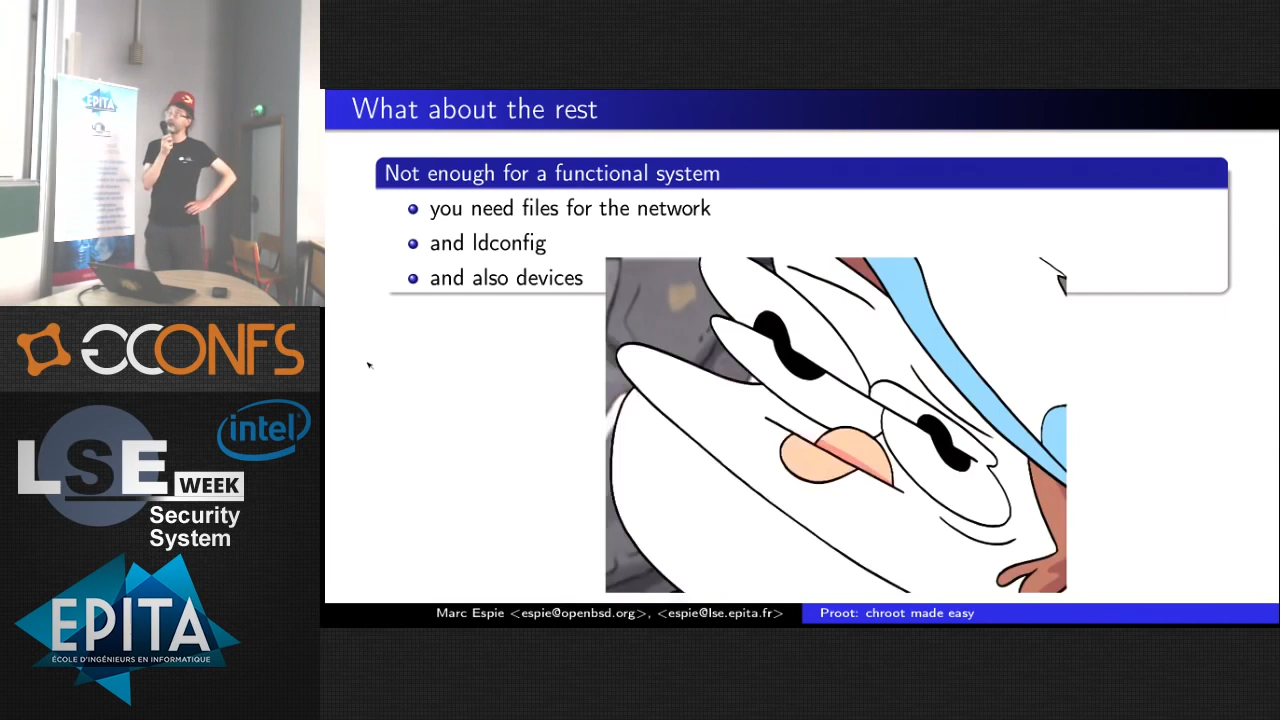 EPITA
What about the rest
Not enough for a functional system
you need files for the network
and ldconfig
and also devices
GCONFS
intel
LSE
WEEK
Security
System
EPITA
ÉCOLE D'INGÉNIEURS EN INFORMATIQUE
Marc Espie <espie@openbsd.org>, <espie@lse.epita.fr>
Proot: chroot made easy